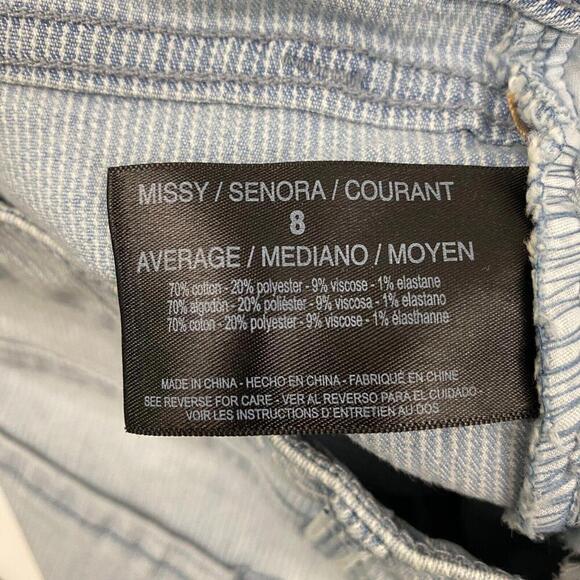 MISSY / SENORA / COURANT
8
AVERAGE / MEDIANO / MOYEN
70% cotton - 20% polyester - 9% viscose - 1% elastane
70% algodón - 20% poliéster - 9% viscosa - 1% elastano
70% coton - 20% polyester - 9% viscose - 1% élasthanne
MADE IN CHINA - HECHO EN CHINA - FABRIQUÉ EN CHINE
SEE REVERSE FOR CARE - VER AL REVERSO PARA EL CUIDADO -
VOIR LES INSTRUCTIONS D'ENTRETIEN AU DOS